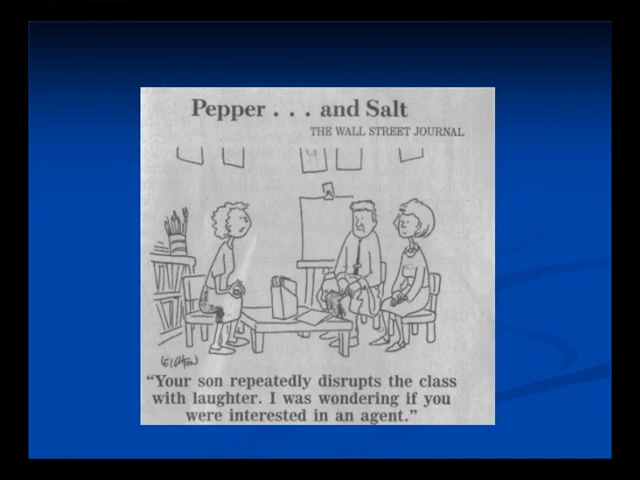 Pepper . . . and Salt
THE WALL STREET JOURNAL
LEIGHTON
“Your son repeatedly disrupts the class
with laughter. I was wondering if you
were interested in an agent.”